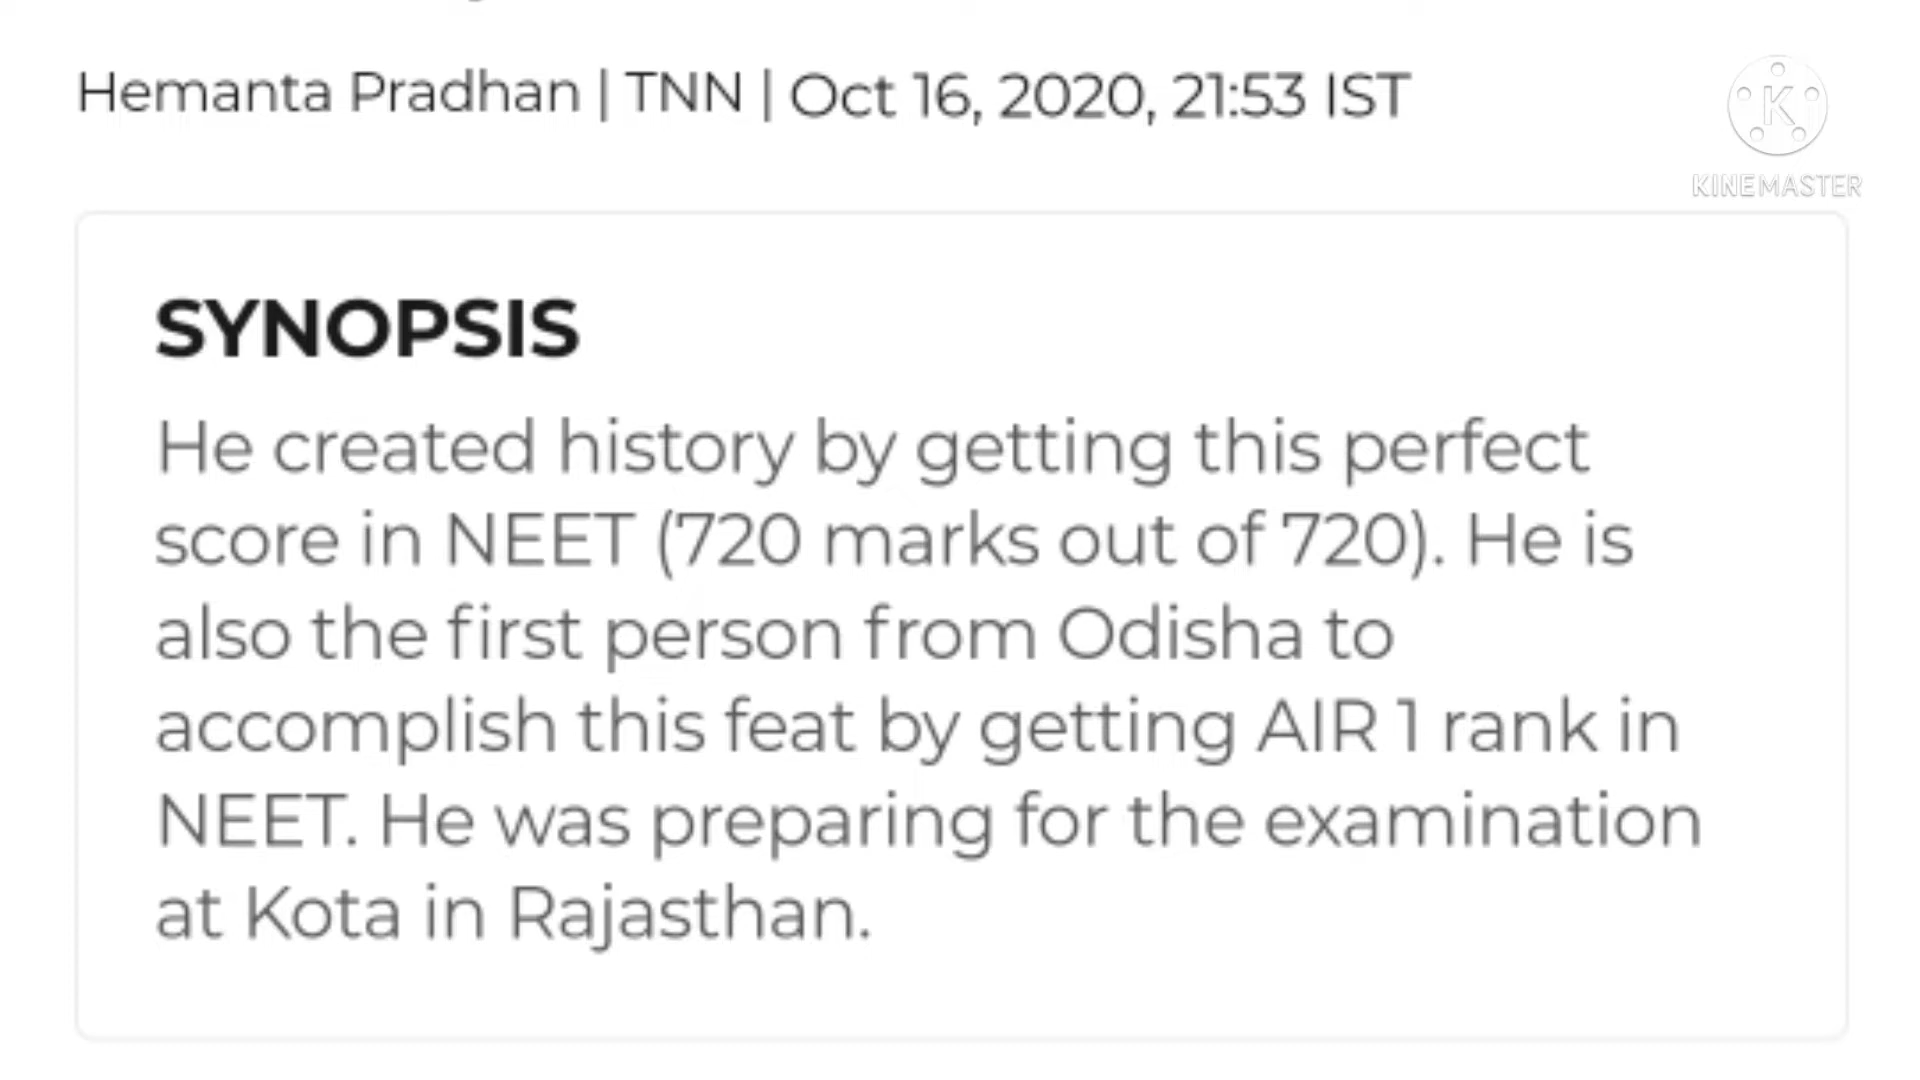 Hemanta Pradhan | TNN | Oct 16, 2020, 21:53 IST
K
KINEMASTER
SYNOPSIS
He created history by getting this perfect
score in NEET (720 marks out of 720). He is
also the first person from Odisha to
accomplish this feat by getting AIR 1 rank in
NEET. He was preparing for the examination
at Kota in Rajasthan.